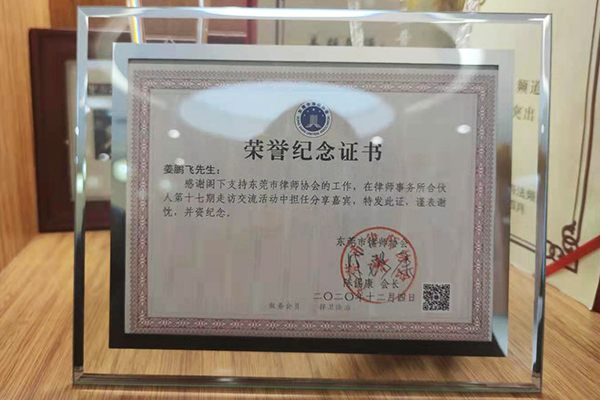 荣誉纪念证书
姜鹏飞先生：
感谢阁下支持东莞市律师协会的工作，在律师事务所合伙
人第十七期走访交流活动中担任分享嘉宾，特发此证，谨表谢
忱，并资纪念。
东莞市律师协会
陈锡康 会长
二〇二〇年十二月四日